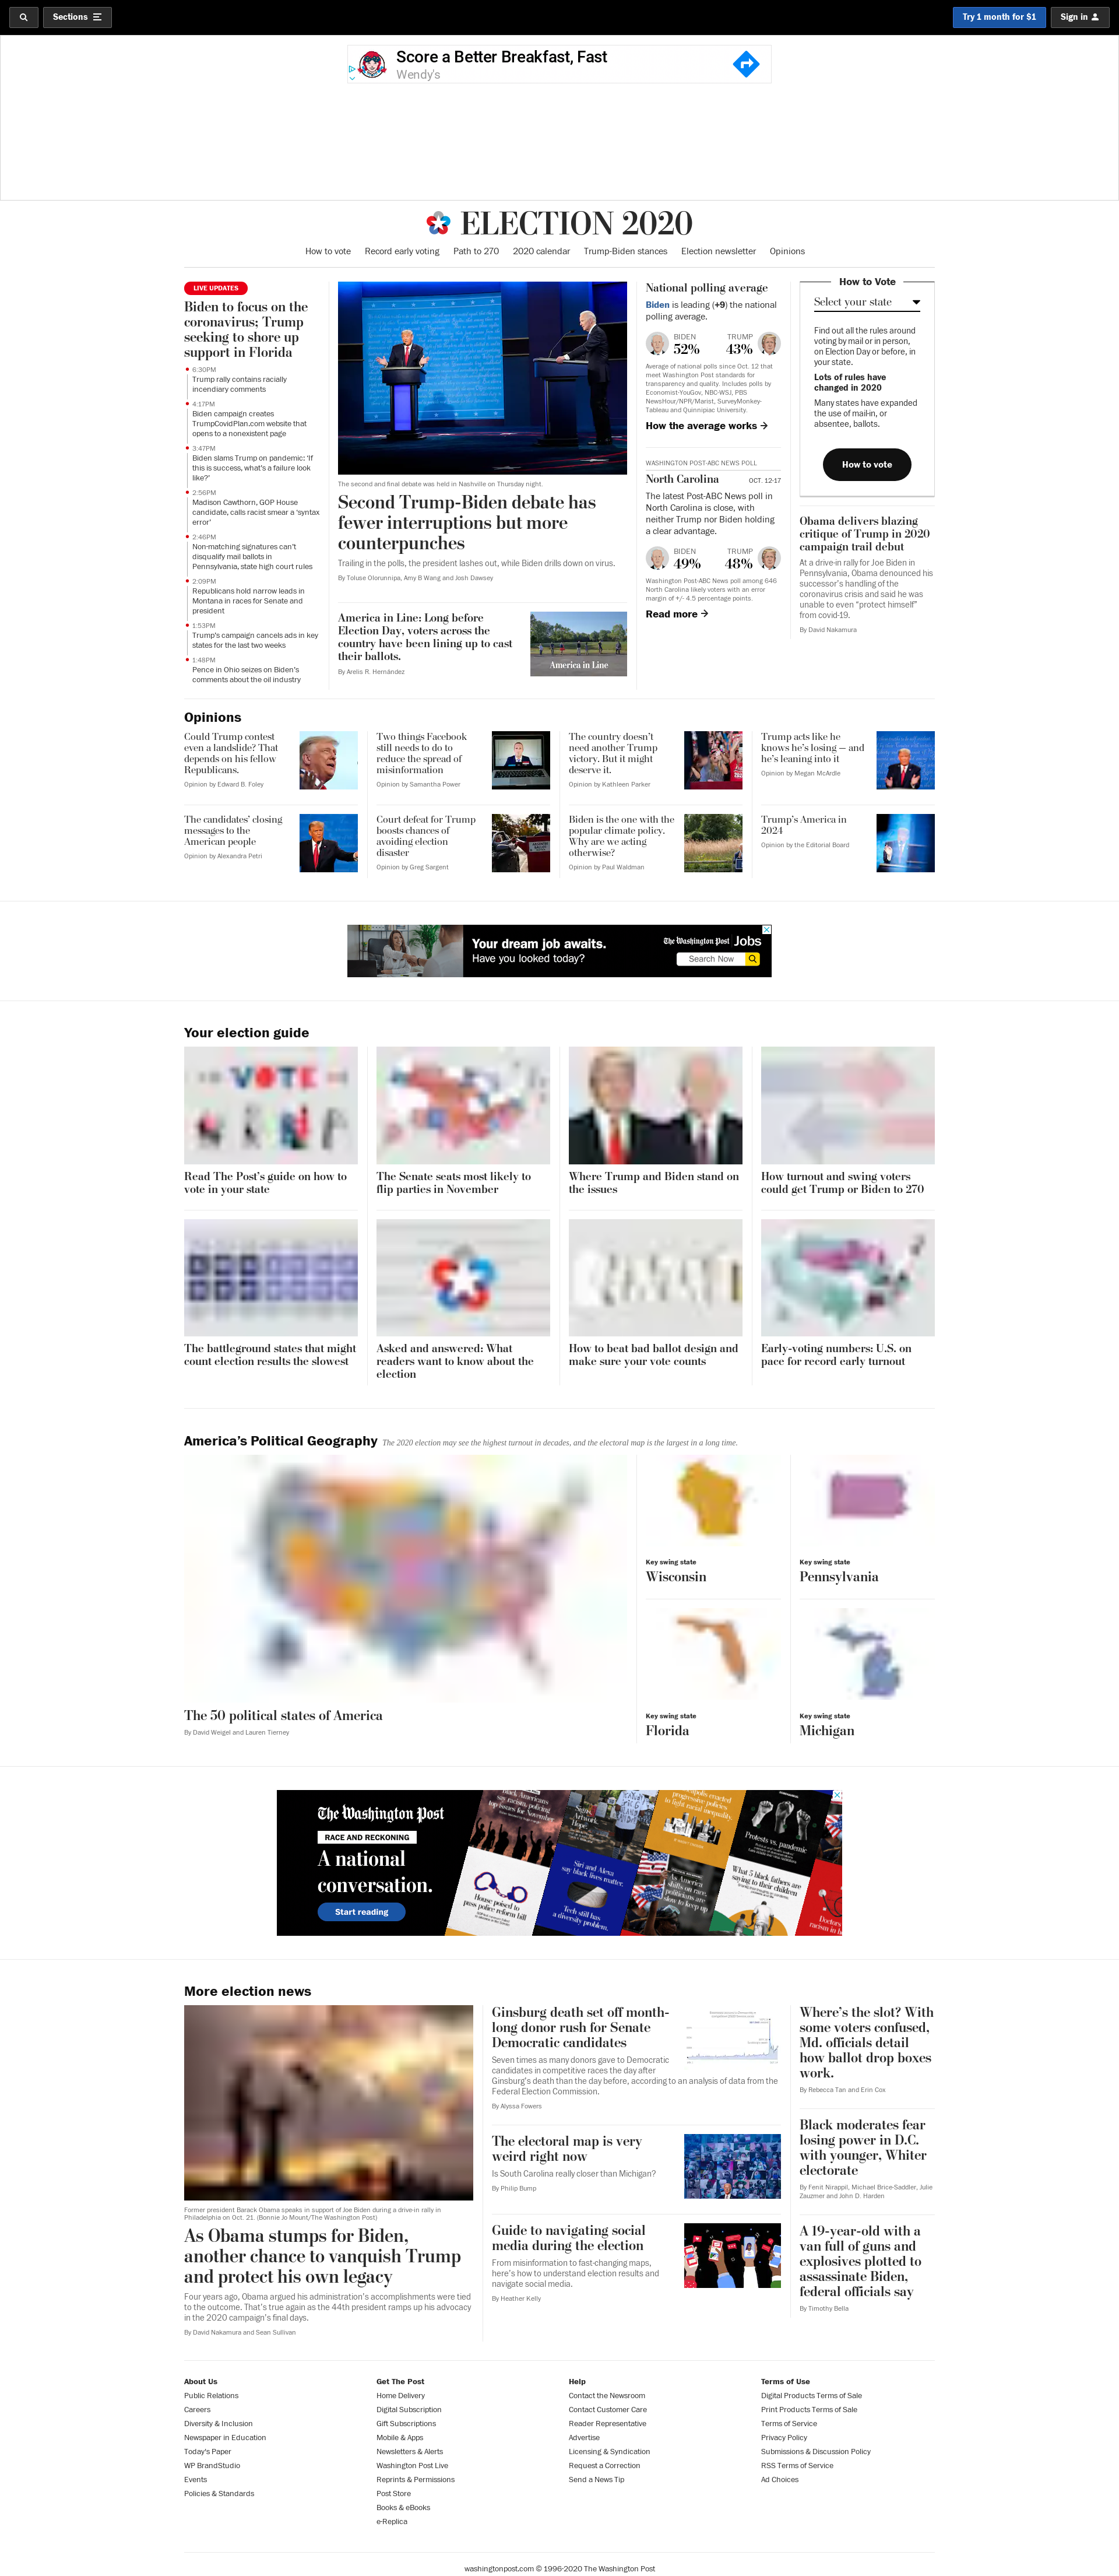 Sections
Try 1 month for $1
Sign in
Score a Better Breakfast, Fast
Wendy's
ELECTION 2020
How to vote
Record early voting
Path to 270
2020 calendar
Trump-Biden stances
Election newsletter
Opinions
LIVE UPDATES
Biden to focus on the
coronavirus; Trump
seeking to shore up
support in Florida
6:30PM
Trump rally contains racially
incendiary comments
4:17PM
Biden campaign creates
TrumpCovidPlan.com website that
opens to a nonexistent page
3:47PM
Biden slams Trump on pandemic: 'If
this is success, what's a failure look
like?'
2:56PM
Madison Cawthorn, GOP House
candidate, calls racist smear a 'syntax
error'
2:46PM
Non-matching signatures can't
disqualify mail ballots in
Pennsylvania, state high court rules
2:09PM
Republicans hold narrow leads in
Montana in races for Senate and
president
1:53PM
Trump's campaign cancels ads in key
states for the last two weeks
1:48PM
Pence in Ohio seizes on Biden's
comments about the oil industry
The second and final debate was held in Nashville on Thursday night.
Second Trump-Biden debate has
fewer interruptions but more
counterpunches
Trailing in the polls, the president lashes out, while Biden drills down on virus.
By Toluse Olorunnipa, Amy B Wang and Josh Dawsey
America in Line: Long before
Election Day, voters across the
country have been lining up to cast
their ballots.
By Arelis R. Hernández
America in Line
National polling average
Biden is leading (+9) the national
polling average.
BIDEN
52%
TRUMP
43%
Average of national polls since Oct. 12 that
meet Washington Post standards for
transparency and quality. Includes polls by
Economist-YouGov, NBC-WSJ, PBS
NewsHour/NPR/Marist, SurveyMonkey-
Tableau and Quinnipiac University.
How the average works →
WASHINGTON POST-ABC NEWS POLL
North Carolina
OCT. 12-17
The latest Post-ABC News poll in
North Carolina is close, with
neither Trump nor Biden holding
a clear advantage.
BIDEN
49%
TRUMP
48%
Washington Post-ABC News poll among 646
North Carolina likely voters with an error
margin of +/- 4.5 percentage points.
Read more →
How to Vote
Select your state
Find out all the rules around
voting by mail or in person,
on Election Day or before, in
your state.
Lots of rules have
changed in 2020
Many states have expanded
the use of mail-in, or
absentee, ballots.
How to vote
Obama delivers blazing
critique of Trump in 2020
campaign trail debut
At a drive-in rally for Joe Biden in
Pennsylvania, Obama denounced his
successor's handling of the
coronavirus crisis and said he was
unable to even "protect himself"
from covid-19.
By David Nakamura
Opinions
Could Trump contest
even a landslide? That
depends on his fellow
Republicans.
Opinion by Edward B. Foley
Two things Facebook
still needs to do to
reduce the spread of
misinformation
Opinion by Samantha Power
The country doesn't
need another Trump
victory. But it might
deserve it.
Opinion by Kathleen Parker
Trump acts like he
knows he's losing — and
he's leaning into it
Opinion by Megan McArdle
The candidates' closing
messages to the
American people
Opinion by Alexandra Petri
Court defeat for Trump
boosts chances of
avoiding election
disaster
Opinion by Greg Sargent
Biden is the one with the
popular climate policy.
Why are we acting
otherwise?
Opinion by Paul Waldman
Trump's America in
2024
Opinion by the Editorial Board
Your dream job awaits.
Have you looked today?
The Washington Post Jobs
Search Now
Your election guide
VOTE
Read The Post's guide on how to
vote in your state
The Senate seats most likely to
flip parties in November
Where Trump and Biden stand on
the issues
How turnout and swing voters
could get Trump or Biden to 270
The battleground states that might
count election results the slowest
Asked and answered: What
readers want to know about the
election
How to beat bad ballot design and
make sure your vote counts
Early-voting numbers: U.S. on
pace for record early turnout
America's Political Geography The 2020 election may see the highest turnout in decades, and the electoral map is the largest in a long time.
The 50 political states of America
By David Weigel and Lauren Tierney
Key swing state
Wisconsin
Key swing state
Pennsylvania
Key swing state
Florida
Key swing state
Michigan
The Washington Post
RACE AND RECKONING
A national
conversation.
Start reading
House poised to
pass police reform bill
Siri and Alexa
say black lives matter.
Tech still has
a diversity problem.
Protests vs. pandemic
What 5 black fathers are
saying to their children
More election news
Former president Barack Obama speaks in support of Joe Biden during a drive-in rally in
Philadelphia on Oct. 21. (Bonnie Jo Mount/The Washington Post)
As Obama stumps for Biden,
another chance to vanquish Trump
and protect his own legacy
Four years ago, Obama argued his administration's accomplishments were tied
to the outcome. That's true again as the 44th president ramps up his advocacy
in the 2020 campaign's final days.
By David Nakamura and Sean Sullivan
Ginsburg death set off month-
long donor rush for Senate
Democratic candidates
Seven times as many donors gave to Democratic
candidates in competitive races the day after
Ginsburg's death than the day before, according to an analysis of data from the
Federal Election Commission.
By Alyssa Fowers
The electoral map is very
weird right now
Is South Carolina really closer than Michigan?
By Philip Bump
Guide to navigating social
media during the election
From misinformation to fast-changing maps,
here's how to understand election results and
navigate social media.
By Heather Kelly
Where's the slot? With
some voters confused,
Md. officials detail
how ballot drop boxes
work.
By Rebecca Tan and Erin Cox
Black moderates fear
losing power in D.C.
with younger, Whiter
electorate
By Fenit Nirappil, Michael Brice-Saddler, Julie
Zauzmer and John D. Harden
A 19-year-old with a
van full of guns and
explosives plotted to
assassinate Biden,
federal officials say
By Timothy Bella
About Us
Public Relations
Careers
Diversity & Inclusion
Newspaper in Education
Today's Paper
WP BrandStudio
Events
Policies & Standards
Get The Post
Home Delivery
Digital Subscription
Gift Subscriptions
Mobile & Apps
Newsletters & Alerts
Washington Post Live
Reprints & Permissions
Post Store
Books & eBooks
e-Replica
Help
Contact the Newsroom
Contact Customer Care
Reader Representative
Advertise
Licensing & Syndication
Request a Correction
Send a News Tip
Terms of Use
Digital Products Terms of Sale
Print Products Terms of Sale
Terms of Service
Privacy Policy
Submissions & Discussion Policy
RSS Terms of Service
Ad Choices
washingtonpost.com © 1996-2020 The Washington Post